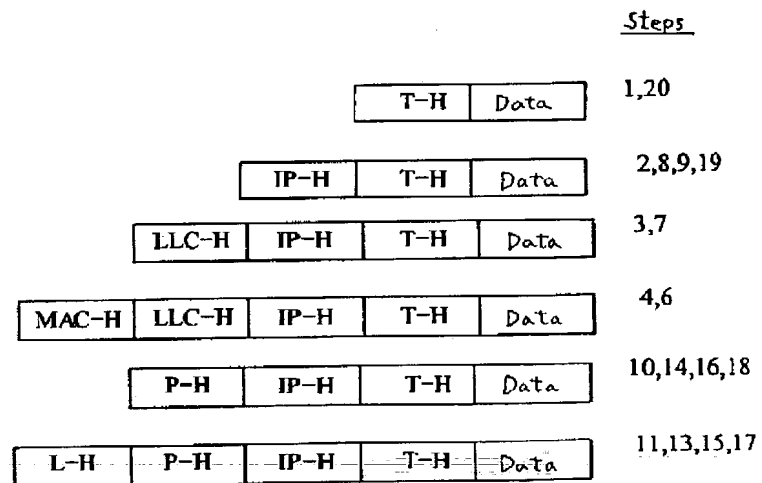 Steps
T-H Data 1,20
IP-H T-H Data 2,8,9,19
LLC-H IP-H T-H Data 3,7
MAC-H LLC-H IP-H T-H Data 4,6
P-H IP-H T-H Data 10,14,16,18
L-H P-H IP-H T-H Data 11,13,15,17